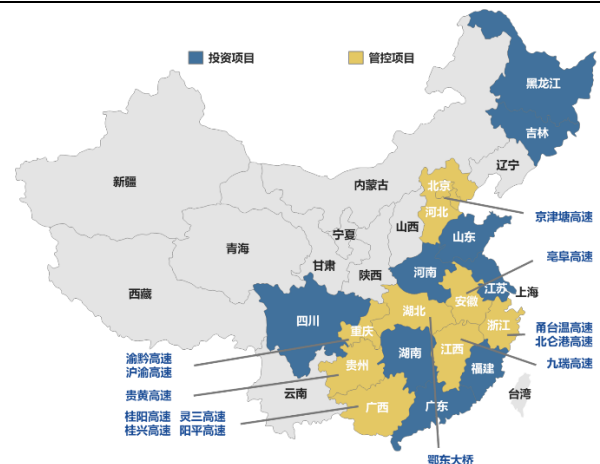 投资项目
管控项目
黑龙江
吉林
辽宁
内蒙古
新疆
北京
河北
京津塘高速
山西
山东
宁夏
青海
甘肃
陕西
河南
亳阜高速
西藏
江苏
上海
安徽
四川
湖北
重庆
浙江
甬台温高速
北仑港高速
湖南
江西
九瑞高速
渝黔高速
沪渝高速
贵州
福建
贵黄高速
云南
台湾
广西
广东
桂阳高速 灵三高速
桂兴高速 阳平高速
鄂东大桥